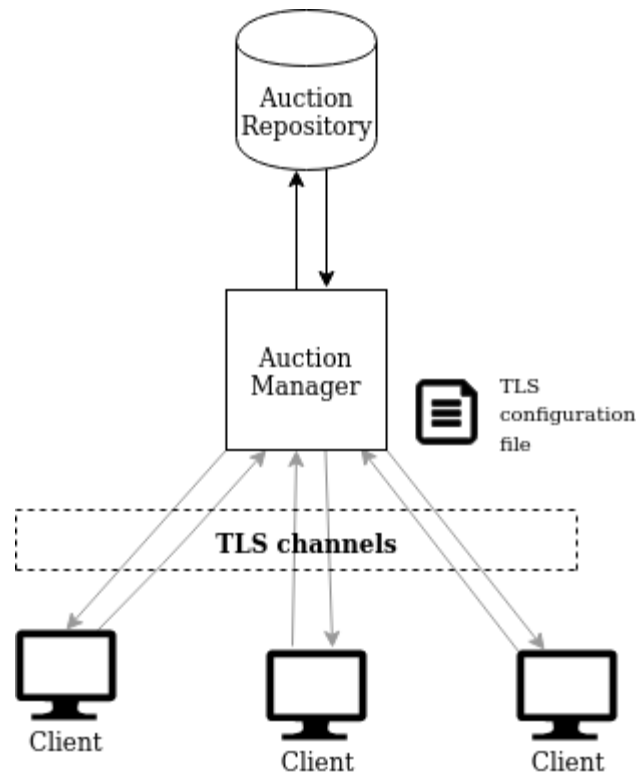 Auction
Repository
Auction
Manager
TLS
configuration
file
TLS channels
Client
Client
Client